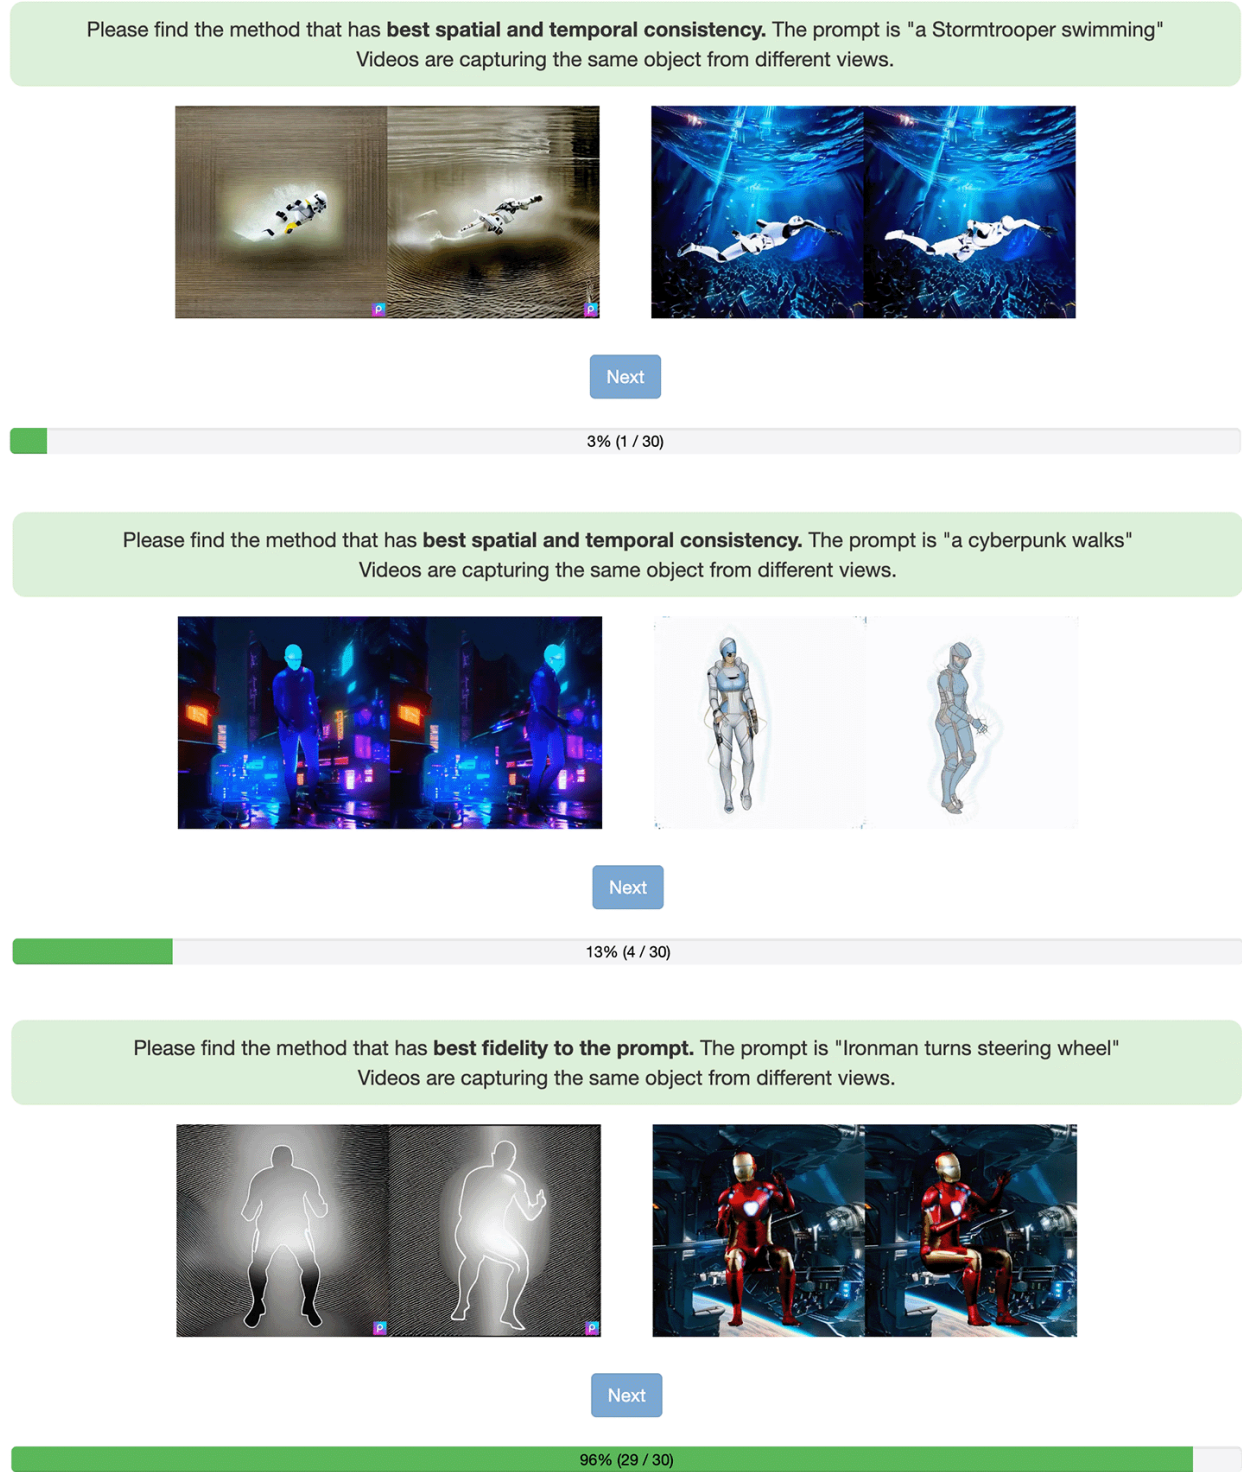 Please find the method that has best spatial and temporal consistency. The prompt is "a Stormtrooper swimming"
Videos are capturing the same object from different views.
Next
3% (1 / 30)
Please find the method that has best spatial and temporal consistency. The prompt is "a cyberpunk walks"
Videos are capturing the same object from different views.
Next
13% (4 / 30)
Please find the method that has best fidelity to the prompt. The prompt is "Ironman turns steering wheel"
Videos are capturing the same object from different views.
Next
96% (29 / 30)